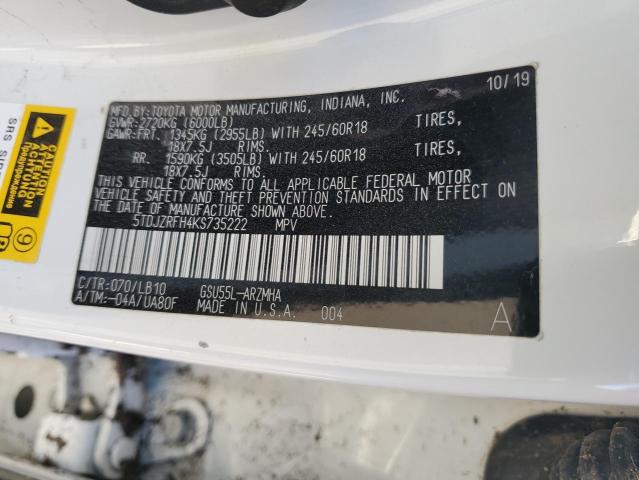 10/19
MFD.BY:TOYOTA MOTOR MANUFACTURING, INDIANA, INC.
GVWR:2720KG (6000LB)
GAWR:FRT. 1345KG (2955LB) WITH 245/60R18 TIRES,
18X7.5J RIMS.
RR. 1590KG (3505LB) WITH 245/60R18 TIRES,
18X7.5J RIMS.
THIS VEHICLE CONFORMS TO ALL APPLICABLE FEDERAL MOTOR
VEHICLE SAFETY AND THEFT PREVENTION STANDARDS IN EFFECT ON
THE DATE OF MANUFACTURE SHOWN ABOVE.
5TDJZRFH4KS735222 MPV
C/TR:070/LB10 GSU55L-ARZMHA
A/TM:-04A/UA80F MADE IN U.S.A. 004 A
CAUTION
ACHTUNG
ATTENTION
SRS
9